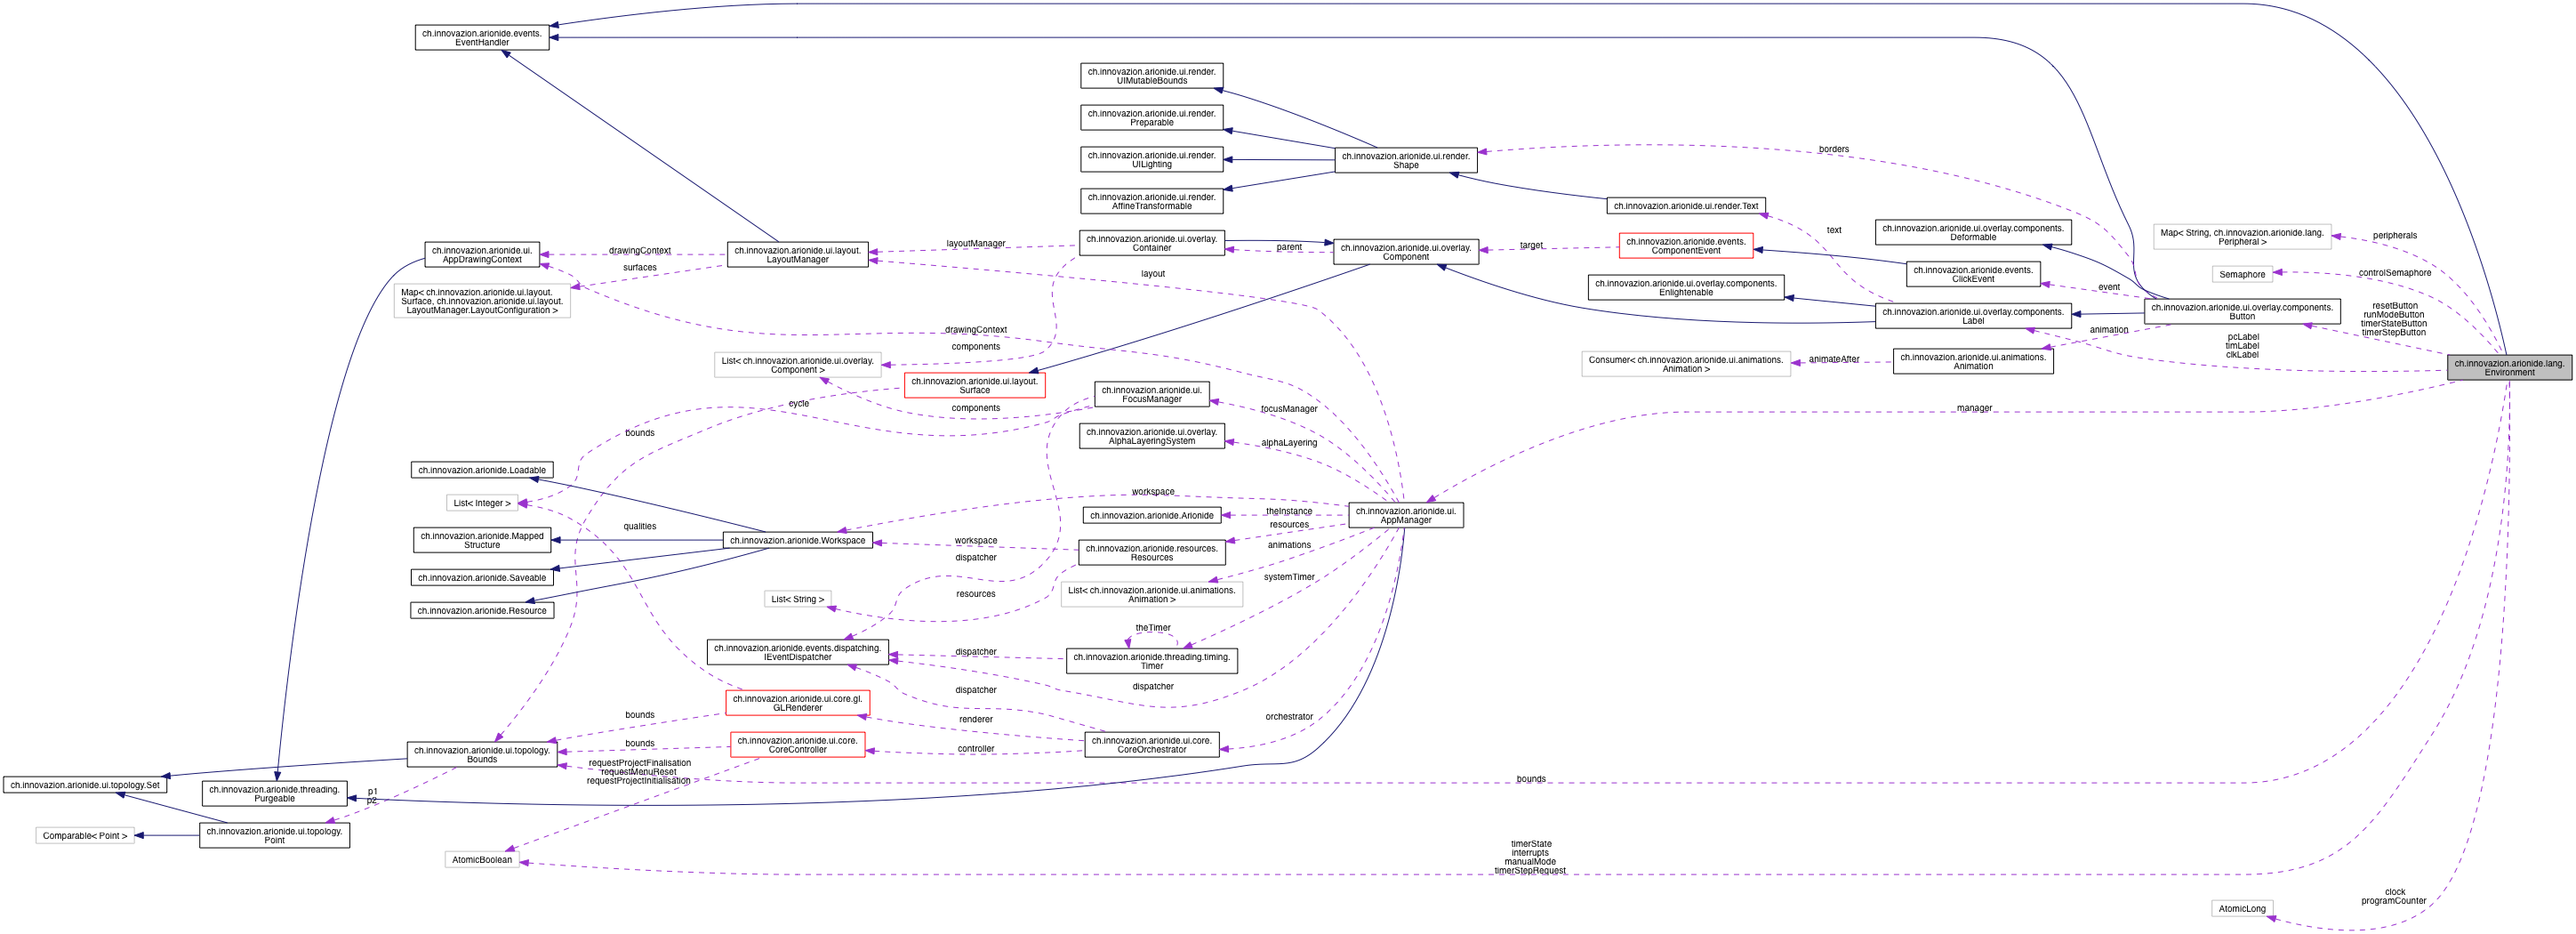 ch.innovazion.arionide.events.
EventHandler
ch.innovazion.arionide.ui.render.
UIMutableBounds
ch.innovazion.arionide.ui.render.
Preparable
ch.innovazion.arionide.ui.render.
UILighting
ch.innovazion.arionide.ui.render.
AffineTransformable
ch.innovazion.arionide.ui.render.
Shape
borders
ch.innovazion.arionide.ui.render.Text
text
ch.innovazion.arionide.ui.overlay.components.
Deformable
Map< String, ch.innovazion.arionide.lang.
Peripheral >
peripherals
ch.innovazion.arionide.ui.
AppDrawingContext
drawingContext
surfaces
ch.innovazion.arionide.ui.layout.
LayoutManager
layoutManager
ch.innovazion.arionide.ui.overlay.
Container
parent
ch.innovazion.arionide.ui.overlay.
Component
target
ch.innovazion.arionide.events.
ComponentEvent
ch.innovazion.arionide.events.
ClickEvent
event
Semaphore
controlSemaphore
layout
Map< ch.innovazion.arionide.ui.layout.
Surface, ch.innovazion.arionide.ui.layout.
LayoutManager.LayoutConfiguration >
ch.innovazion.arionide.ui.overlay.components.
Enlightenable
ch.innovazion.arionide.ui.overlay.components.
Label
ch.innovazion.arionide.ui.overlay.components.
Button
resetButton
runModeButton
timerStateButton
timerStepButton
animation
pcLabel
timLabel
clkLabel
drawingContext
components
List< ch.innovazion.arionide.ui.overlay.
Component >
Consumer< ch.innovazion.arionide.ui.animations.
Animation >
animateAfter
ch.innovazion.arionide.ui.animations.
Animation
ch.innovazion.arionide.lang.
Environment
ch.innovazion.arionide.ui.layout.
Surface
ch.innovazion.arionide.ui.
FocusManager
cycle
components
focusManager
manager
bounds
ch.innovazion.arionide.ui.overlay.
AlphaLayeringSystem
alphaLayering
ch.innovazion.arionide.Loadable
List< Integer >
workspace
qualities
ch.innovazion.arionide.Arionide
theInstance
ch.innovazion.arionide.ui.
AppManager
resources
ch.innovazion.arionide.Mapped
Structure
ch.innovazion.arionide.Workspace
workspace
ch.innovazion.arionide.resources.
Resources
animations
dispatcher
ch.innovazion.arionide.Saveable
systemTimer
resources
List< String >
List< ch.innovazion.arionide.ui.animations.
Animation >
ch.innovazion.arionide.Resource
theTimer
ch.innovazion.arionide.events.dispatching.
IEventDispatcher
dispatcher
ch.innovazion.arionide.threading.timing.
Timer
dispatcher
dispatcher
ch.innovazion.arionide.ui.core.gl.
GLRenderer
bounds
renderer
orchestrator
ch.innovazion.arionide.ui.topology.
Bounds
bounds
ch.innovazion.arionide.ui.core.
CoreController
controller
ch.innovazion.arionide.ui.core.
CoreOrchestrator
requestProjectFinalisation
requestMenuReset
requestProjectInitialisation
bounds
ch.innovazion.arionide.ui.topology.Set
ch.innovazion.arionide.threading.
Purgeable
p1
p2
Comparable< Point >
ch.innovazion.arionide.ui.topology.
Point
AtomicBoolean
timerState
interrupts
manualMode
timerStepRequest
clock
programCounter
AtomicLong